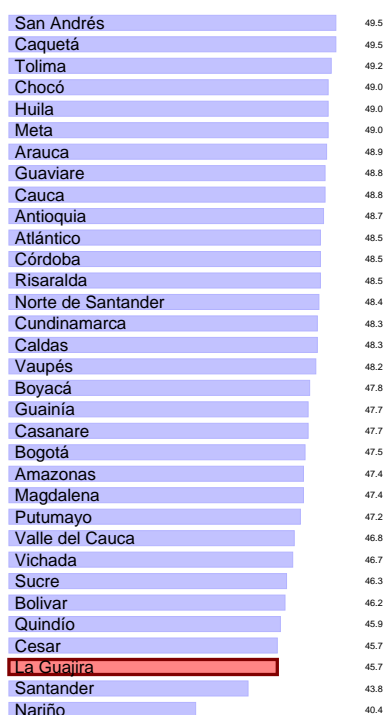 San Andrés 49.5
Caquetá 49.5
Tolima 49.2
Chocó 49.0
Huila 49.0
Meta 49.0
Arauca 48.9
Guaviare 48.8
Cauca 48.8
Antioquia 48.7
Atlántico 48.5
Córdoba 48.5
Risaralda 48.5
Norte de Santander 48.4
Cundinamarca 48.3
Caldas 48.3
Vaupés 48.2
Boyacá 47.8
Guainía 47.7
Casanare 47.7
Bogotá 47.5
Amazonas 47.4
Magdalena 47.4
Putumayo 47.2
Valle del Cauca 46.8
Vichada 46.7
Sucre 46.3
Bolivar 46.2
Quindío 45.9
Cesar 45.7
La Guajira 45.7
Santander 43.8
Nariño 40.4